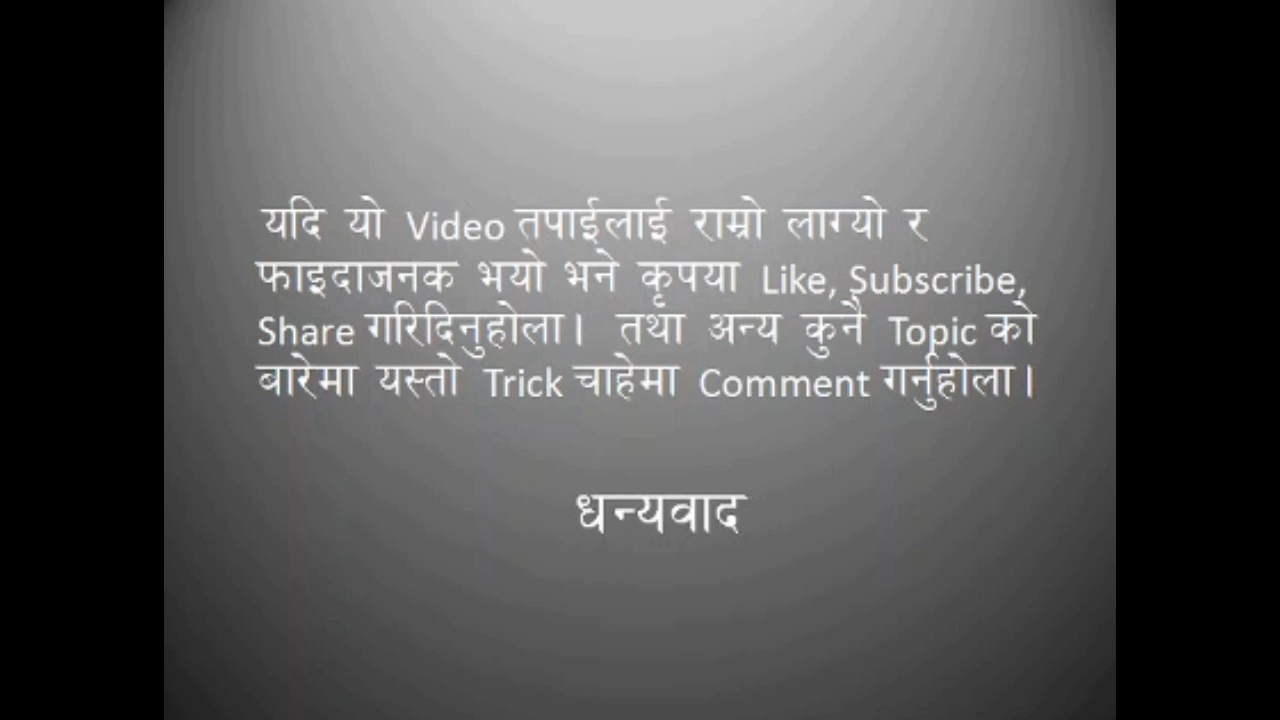 यदि यो Video तपाईलाई राम्रो लाग्यो र
फाइदाजनक भयो भने कृपया Like, Subscribe,
Share गरिदिनुहोला। तथा अन्य कुनै Topic को
बारेमा यस्तो Trick चाहेमा Comment गर्नुहोला।
धन्यवाद